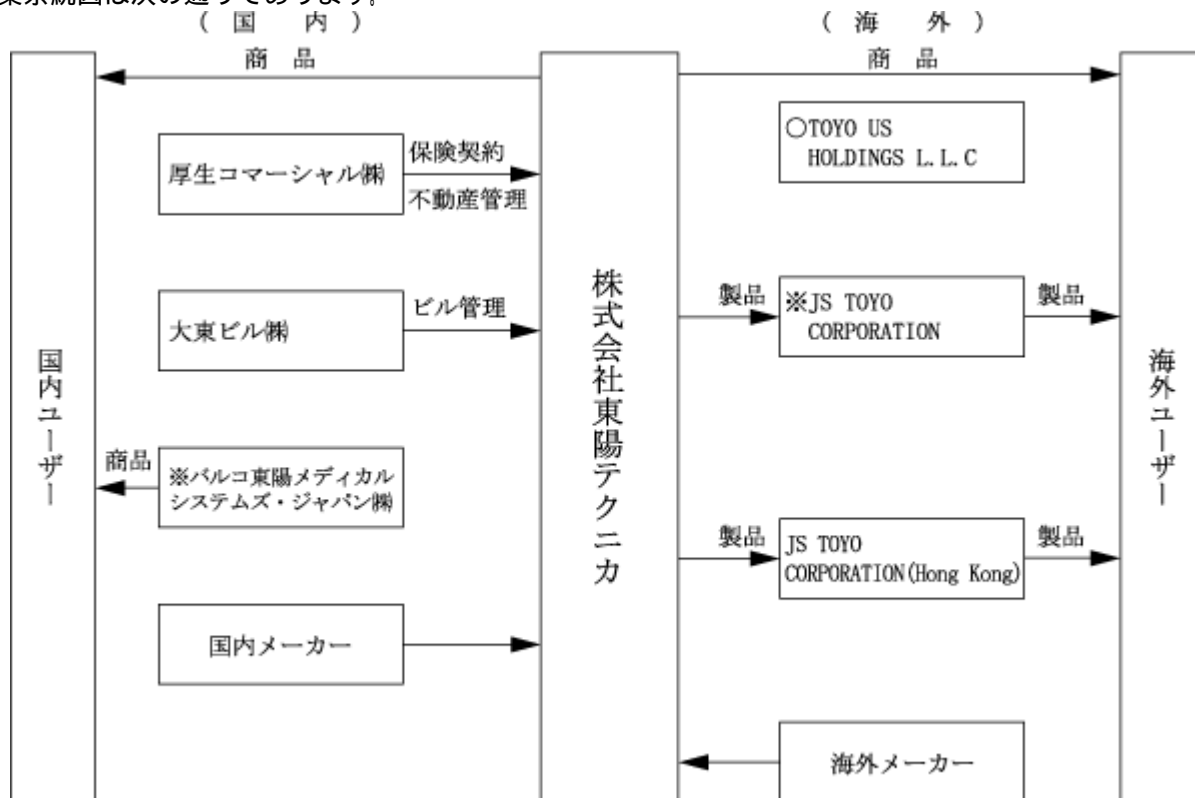 業系統図は次の通りであります。
(国 内)
(海 外)
商 品
商 品
○TOYO US
HOLDINGS L.L.C
厚生コマーシャル㈱
保険契約
不動産管理
株式会社東陽テクニカ
製品
※JS TOYO
CORPORATION
製品
大東ビル㈱
ビル管理
国内ユーザー
海外ユーザー
商品
※バルコ東陽メディカル
システムズ・ジャパン㈱
製品
JS TOYO
CORPORATION(Hong Kong)
製品
国内メーカー
海外メーカー